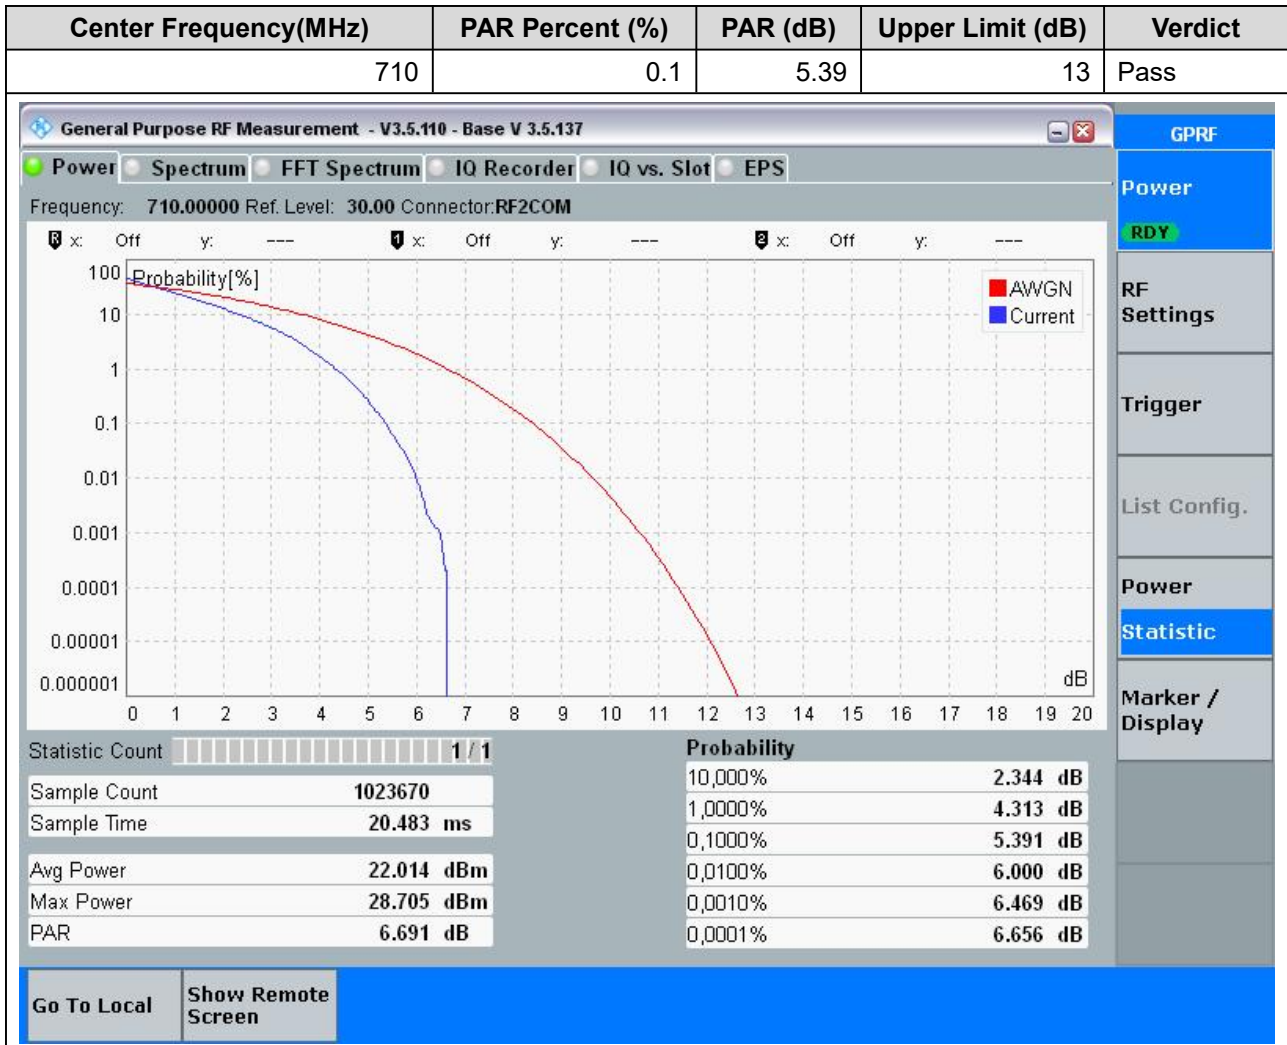 Center Frequency(MHz) PAR Percent (%) PAR (dB) Upper Limit (dB) Verdict
710 0.1 5.39 13 Pass
General Purpose RF Measurement - V3.5.110 - Base V 3.5.137
GPRF
Power Spectrum FFT Spectrum IQ Recorder IQ vs. Slot EPS
Power
RDY
Frequency: 710.00000 Ref. Level: 30.00 Connector:RF2COM
R x: Off y: --- 1 x: Off y: --- 2 x: Off y: ---
Probability[%]
AWGN
Current
100
10
1
0.1
0.01
0.001
0.0001
0.00001
0.000001
dB
0 1 2 3 4 5 6 7 8 9 10 11 12 13 14 15 16 17 18 19 20
RF
Settings
Trigger
List Config.
Power
Statistic
Marker /
Display
Statistic Count 1 / 1
Sample Count 1023670
Sample Time 20.483 ms
Avg Power 22.014 dBm
Max Power 28.705 dBm
PAR 6.691 dB
Probability
10,000% 2.344 dB
1,0000% 4.313 dB
0,1000% 5.391 dB
0,0100% 6.000 dB
0,0010% 6.469 dB
0,0001% 6.656 dB
Go To Local
Show Remote
Screen